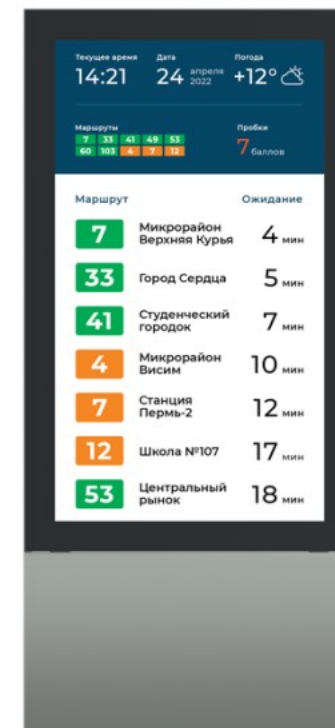 Текущее время Дата Погода
14:21 24 апреля 2022 +12°
Маршруты Пробки
7 33 41 49 53
60 103 4 7 12
7 баллов
Маршрут Ожидание
7 Микрорайон Верхняя Курья 4 мин
33 Город Сердца 5 мин
41 Студенческий городок 7 мин
4 Микрорайон Висим 10 мин
7 Станция Пермь-2 12 мин
12 Школа №107 17 мин
53 Центральный рынок 18 мин